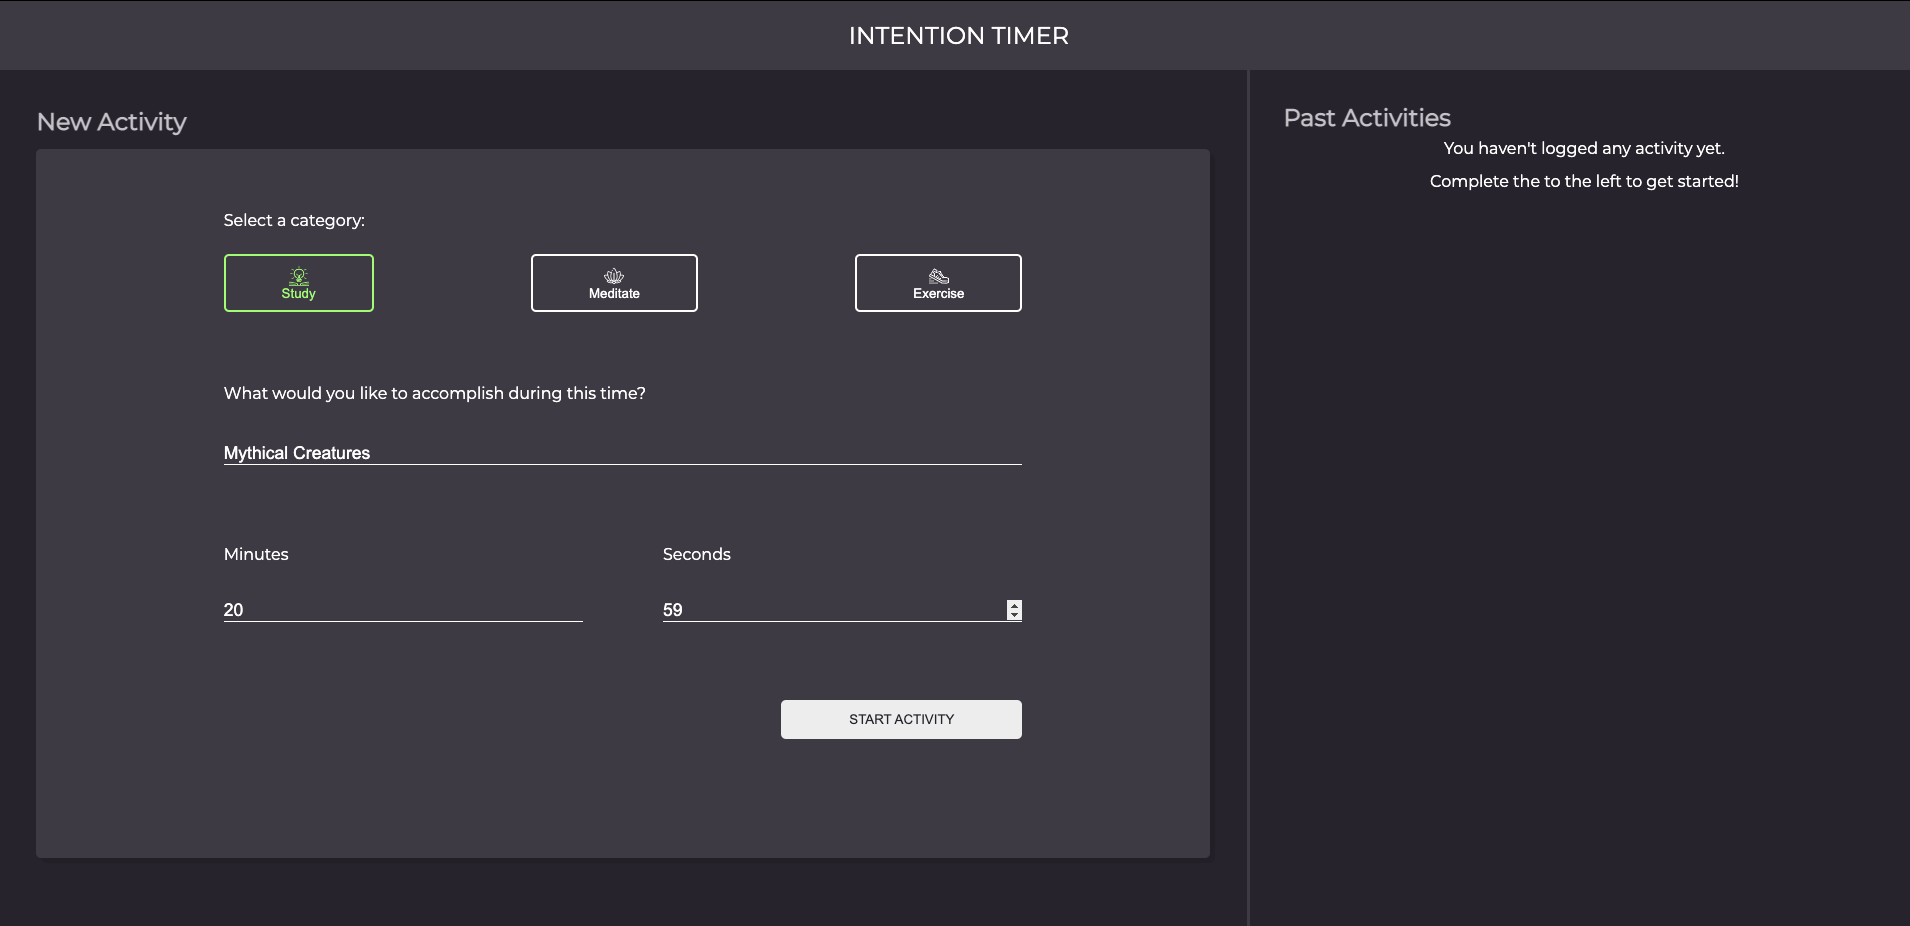 INTENTION TIMER
New Activity
Select a category:
Study
Meditate
Exercise
What would you like to accomplish during this time?
Mythical Creatures
Minutes
Seconds
20
59
START ACTIVITY
Past Activities
You haven't logged any activity yet.
Complete the to the left to get started!